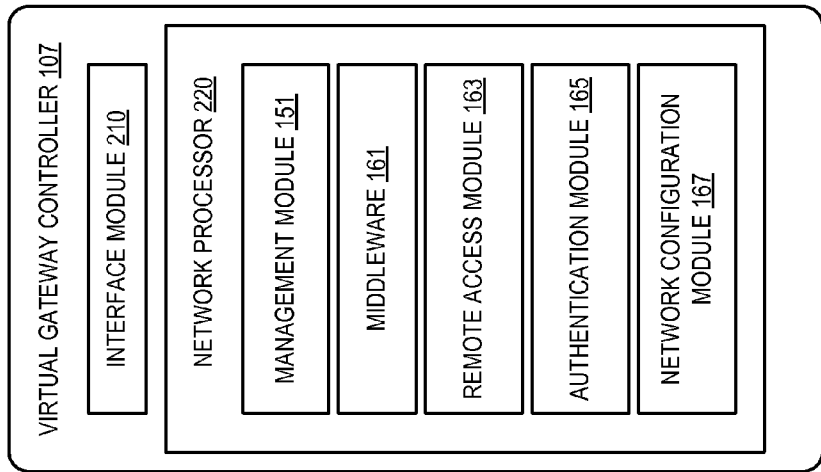 VIRTUAL GATEWAY CONTROLLER 107
INTERFACE MODULE 210
NETWORK PROCESSOR 220
MANAGEMENT MODULE 151
MIDDLEWARE 161
REMOTE ACCESS MODULE 163
AUTHENTICATION MODULE 165
NETWORK CONFIGURATION
MODULE 167